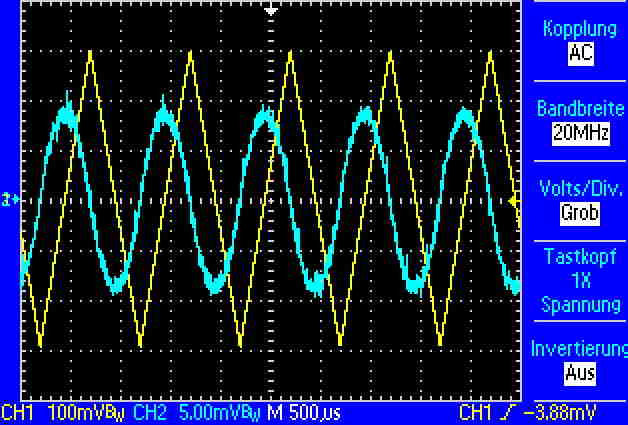 Kopplung
AC
Bandbreite
20MHz
Volts/Div.
Grob
Tastkopf
1X
Spannung
Invertierung
Aus
CH1 100mVBw CH2 5.00mVBw M 500µs CH1 -3.88mV